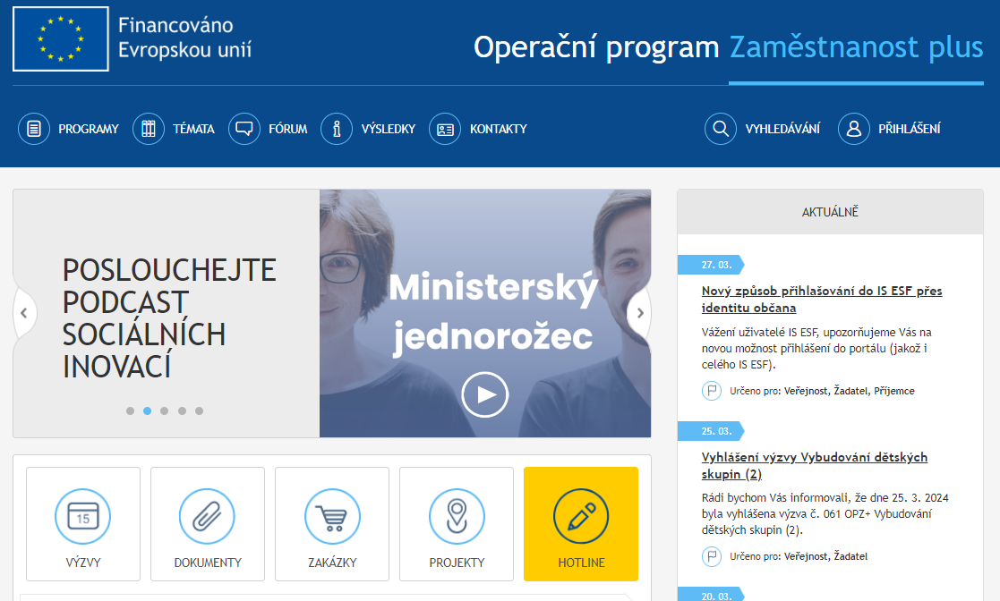 Financováno
Evropskou unií
Operační program Zaměstnanost plus
PROGRAMY
TÉMATA
FÓRUM
VÝSLEDKY
KONTAKTY
VYHLEDÁVÁNÍ
PŘIHLÁŠENÍ
POSLOUCHEJTE
PODCAST
SOCIÁLNÍCH
INOVACÍ
Ministerský
jednorožec
15
VÝZVY
DOKUMENTY
ZAKÁZKY
PROJEKTY
HOTLINE
AKTUÁLNĚ
27. 03.
Nový způsob přihlašování do IS ESF přes
identitu občana
Vážení uživatelé IS ESF, upozorňujeme Vás na
novou možnost přihlášení do portálu (jakož i
celého IS ESF).
Určeno pro: Veřejnost, Žadatel, Příjemce
25. 03.
Vyhlášení výzvy Vybudování dětských
skupin (2)
Rádi bychom Vás informovali, že dne 25. 3. 2024
byla vyhlášena výzva č. 061 OPZ+ Vybudování
dětských skupin (2).
Určeno pro: Veřejnost, Žadatel
20. 03.